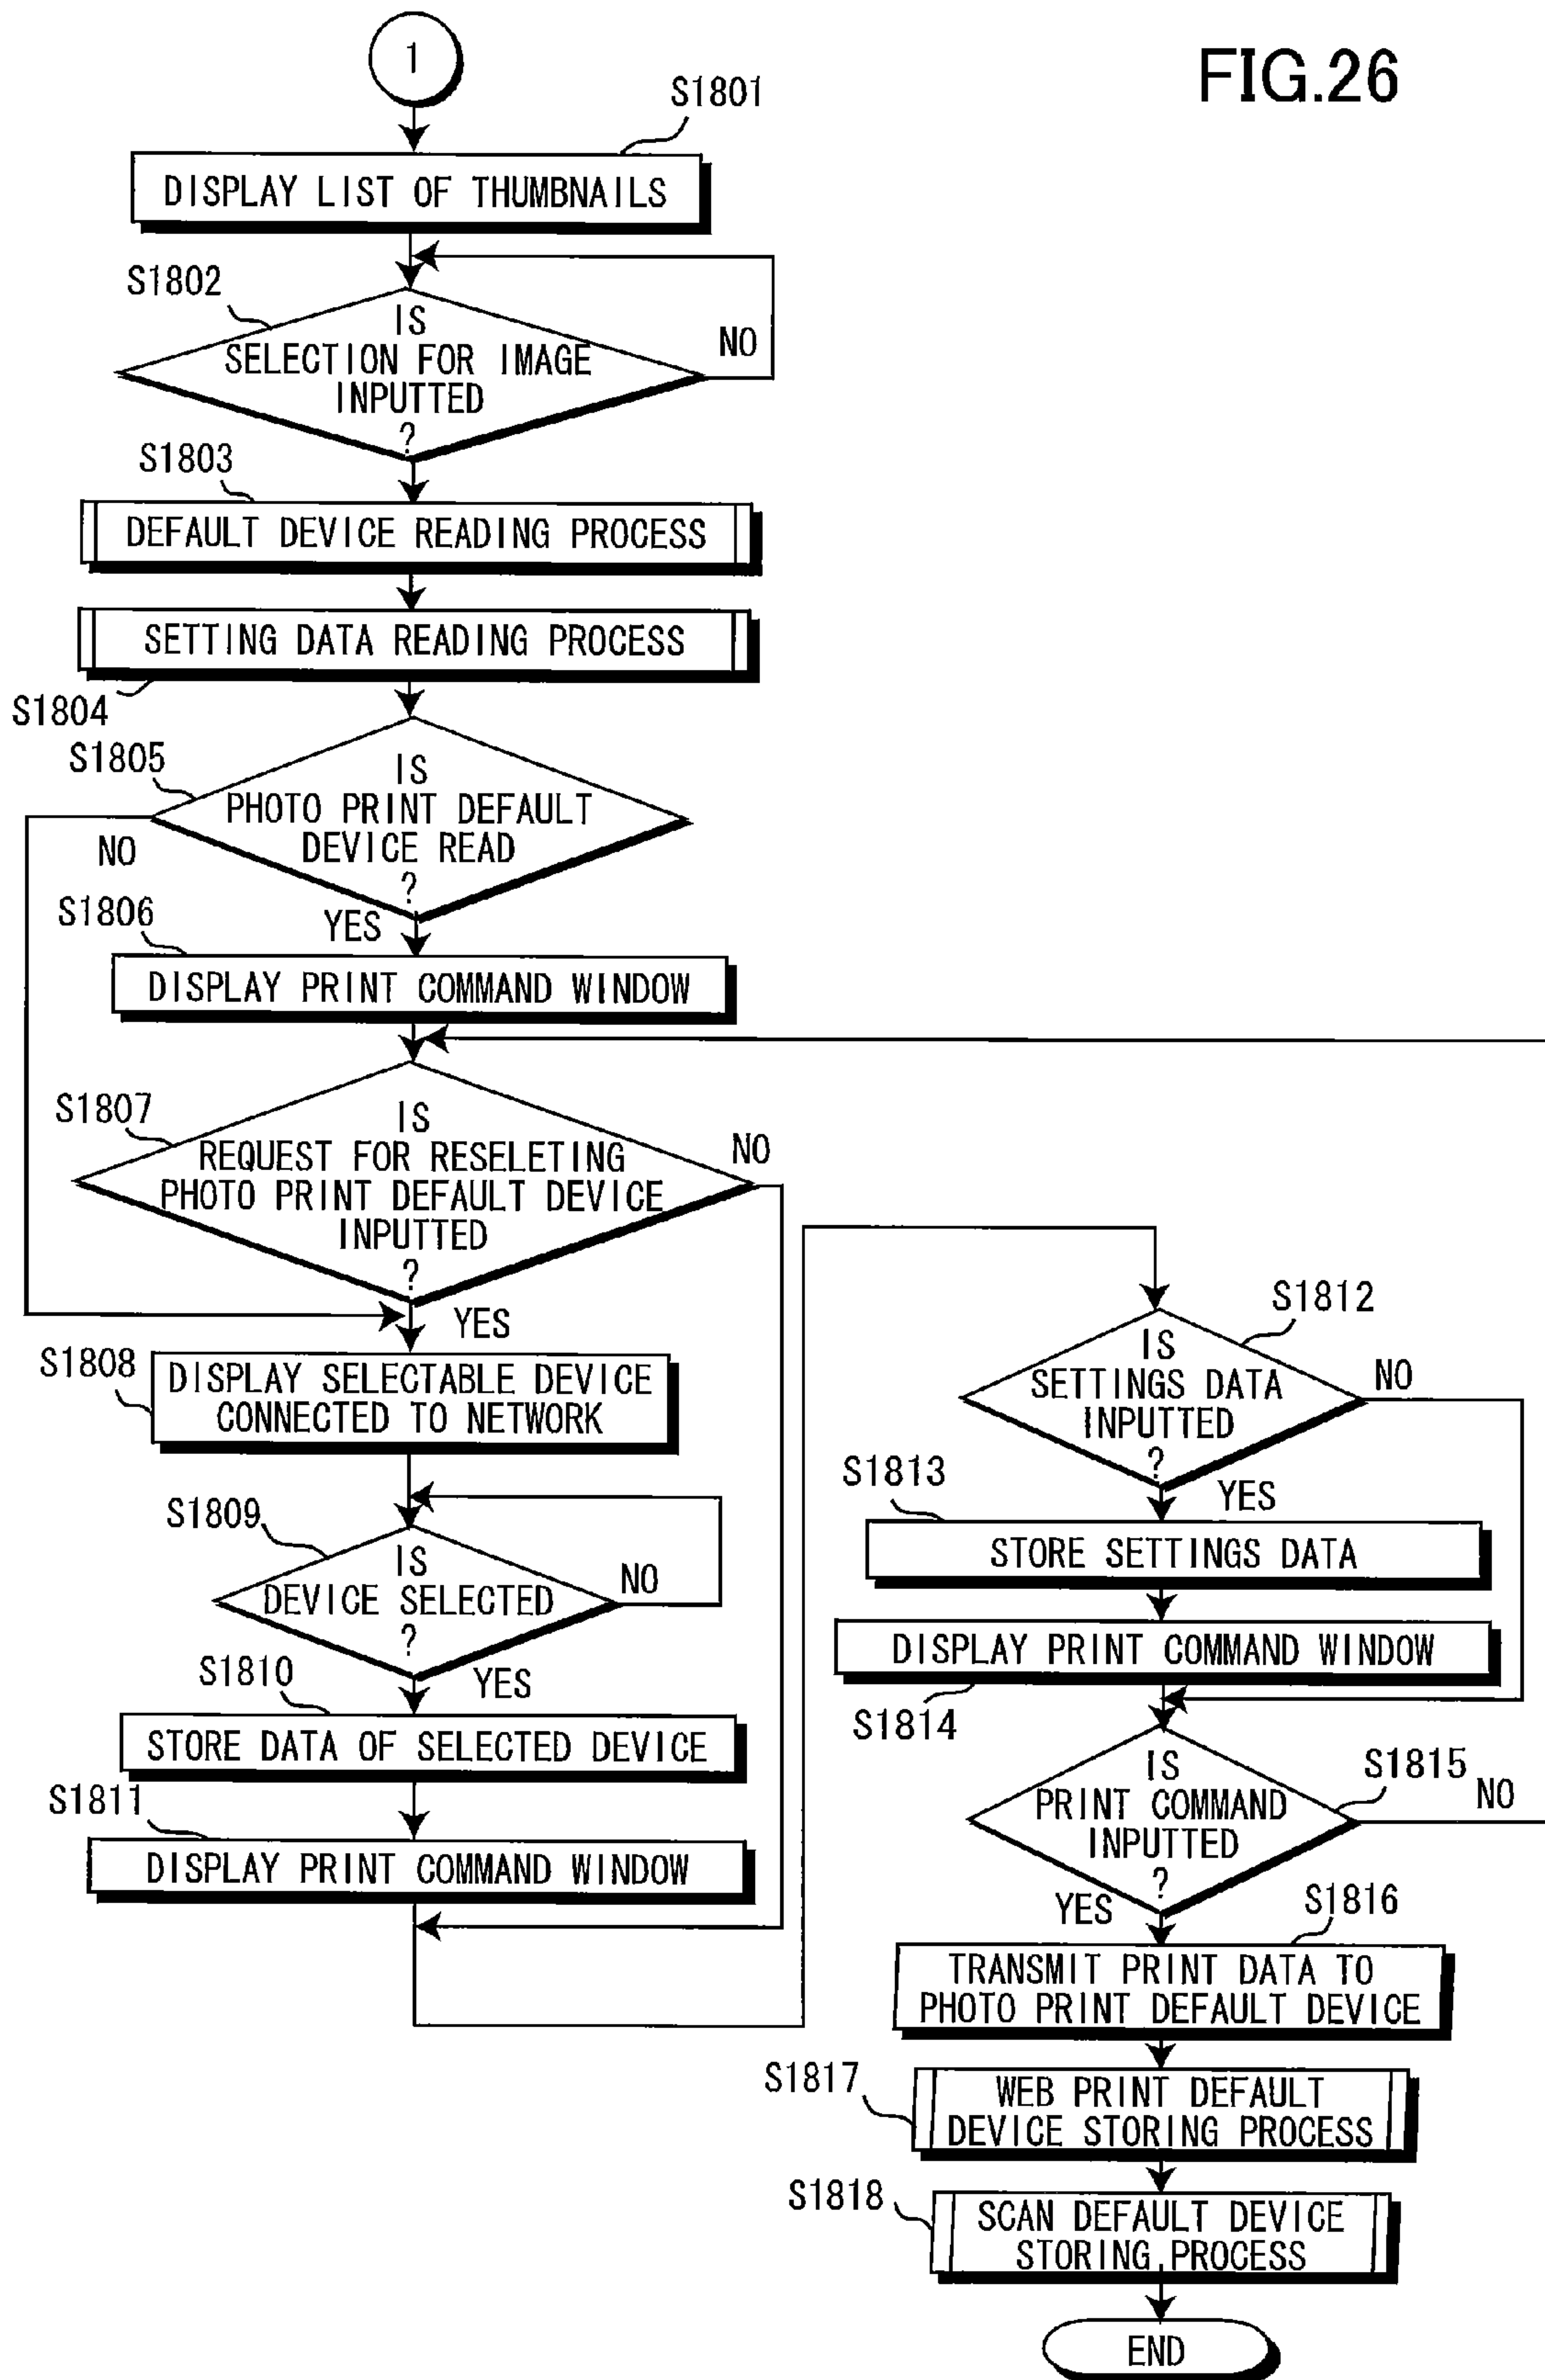 FIG.26
1
S1801
DISPLAY LIST OF THUMBNAILS
S1802
IS
SELECTION FOR IMAGE
INPUTTED
?
NO
S1803
DEFAULT DEVICE READING PROCESS
SETTING DATA READING PROCESS
S1804
S1805
IS
PHOTO PRINT DEFAULT
DEVICE READ
?
NO
YES
S1806
DISPLAY PRINT COMMAND WINDOW
S1807
IS
REQUEST FOR RESELETING
PHOTO PRINT DEFAULT DEVICE
INPUTTED
?
NO
YES
S1808
DISPLAY SELECTABLE DEVICE
CONNECTED TO NETWORK
S1809
IS
DEVICE SELECTED
?
NO
YES
S1810
STORE DATA OF SELECTED DEVICE
S1811
DISPLAY PRINT COMMAND WINDOW
S1812
IS
SETTINGS DATA
INPUTTED
?
NO
YES
S1813
STORE SETTINGS DATA
DISPLAY PRINT COMMAND WINDOW
S1814
IS
PRINT COMMAND
INPUTTED
?
S1815
NO
YES
S1816
TRANSMIT PRINT DATA TO
PHOTO PRINT DEFAULT DEVICE
S1817
WEB PRINT DEFAULT
DEVICE STORING PROCESS
S1818
SCAN DEFAULT DEVICE
STORING PROCESS
END